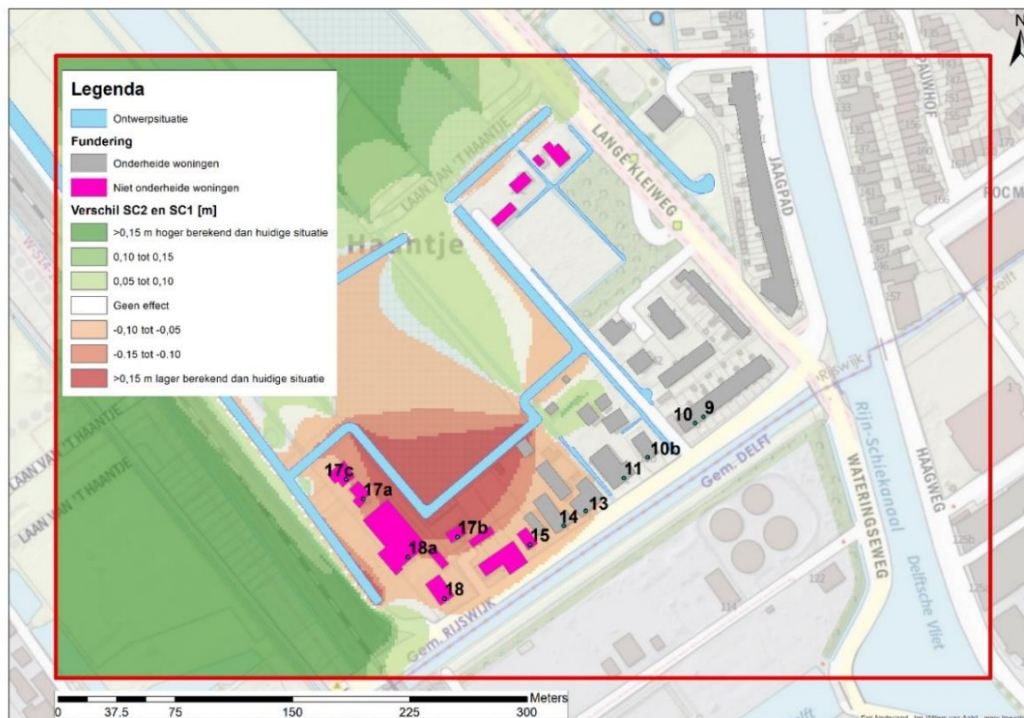 N
Legenda
Ontwerpsituatie
Fundering
Onderheide woningen
Niet onderheide woningen
Verschil SC2 en SC1 [m]
>0,15 m hoger berekend dan huidige situatie
0,10 tot 0,15
0,05 tot 0,10
Geen effect
-0,10 tot -0,05
-0.15 tot -0.10
>0,15 m lager berekend dan huidige situatie
LAAN VAN 'T HAANTJE
Haantje
LANGE KLEIWEG
JAAGPAD
PAUWHOF
Delft
Rijswijk
Rijn-Schiekanaal
HAAGWEG
WATERINGSEWEG
Delftsche Vliet
LAAN VAN 'T HAANTJE
LAAN VAN 'T HAANTJE
10
9
10b
11
13
14
15
17c
17a
17b
18a
18
Gem. DELFT
Gem. RIJSWIJK
122
114
Meters
0
37.5
75
150
225
300